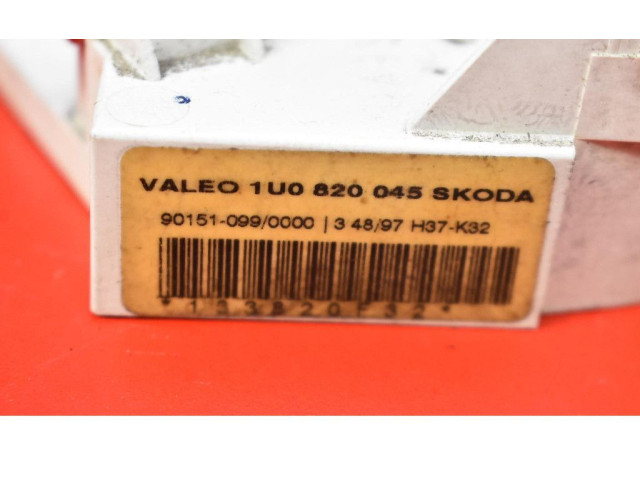 VALEO 1U0 820 045 SKODA
90151-099/0000 | 3 48/97 H37-K32